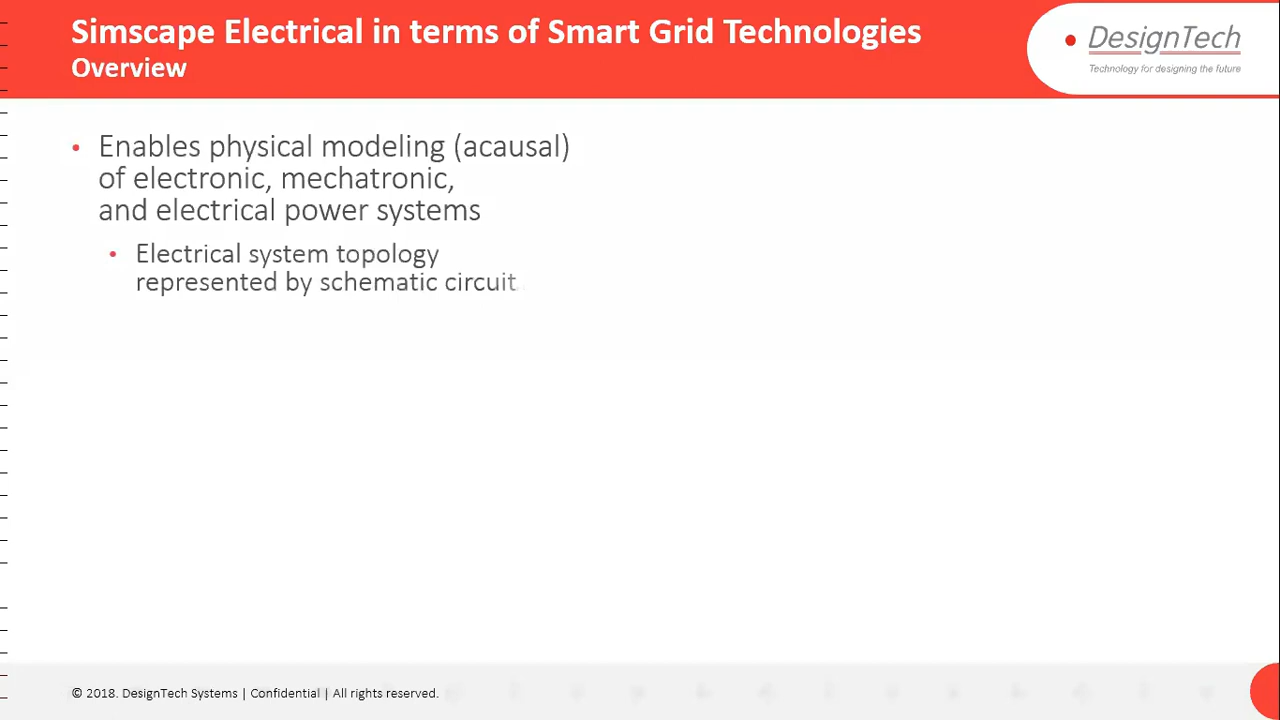 Simscape Electrical in terms of Smart Grid Technologies
Overview
DesignTech
Technology for designing the future
• Enables physical modeling (acausal)
of electronic, mechatronic,
and electrical power systems
• Electrical system topology
represented by schematic circuit
© 2018. DesignTech Systems | Confidential | All rights reserved.